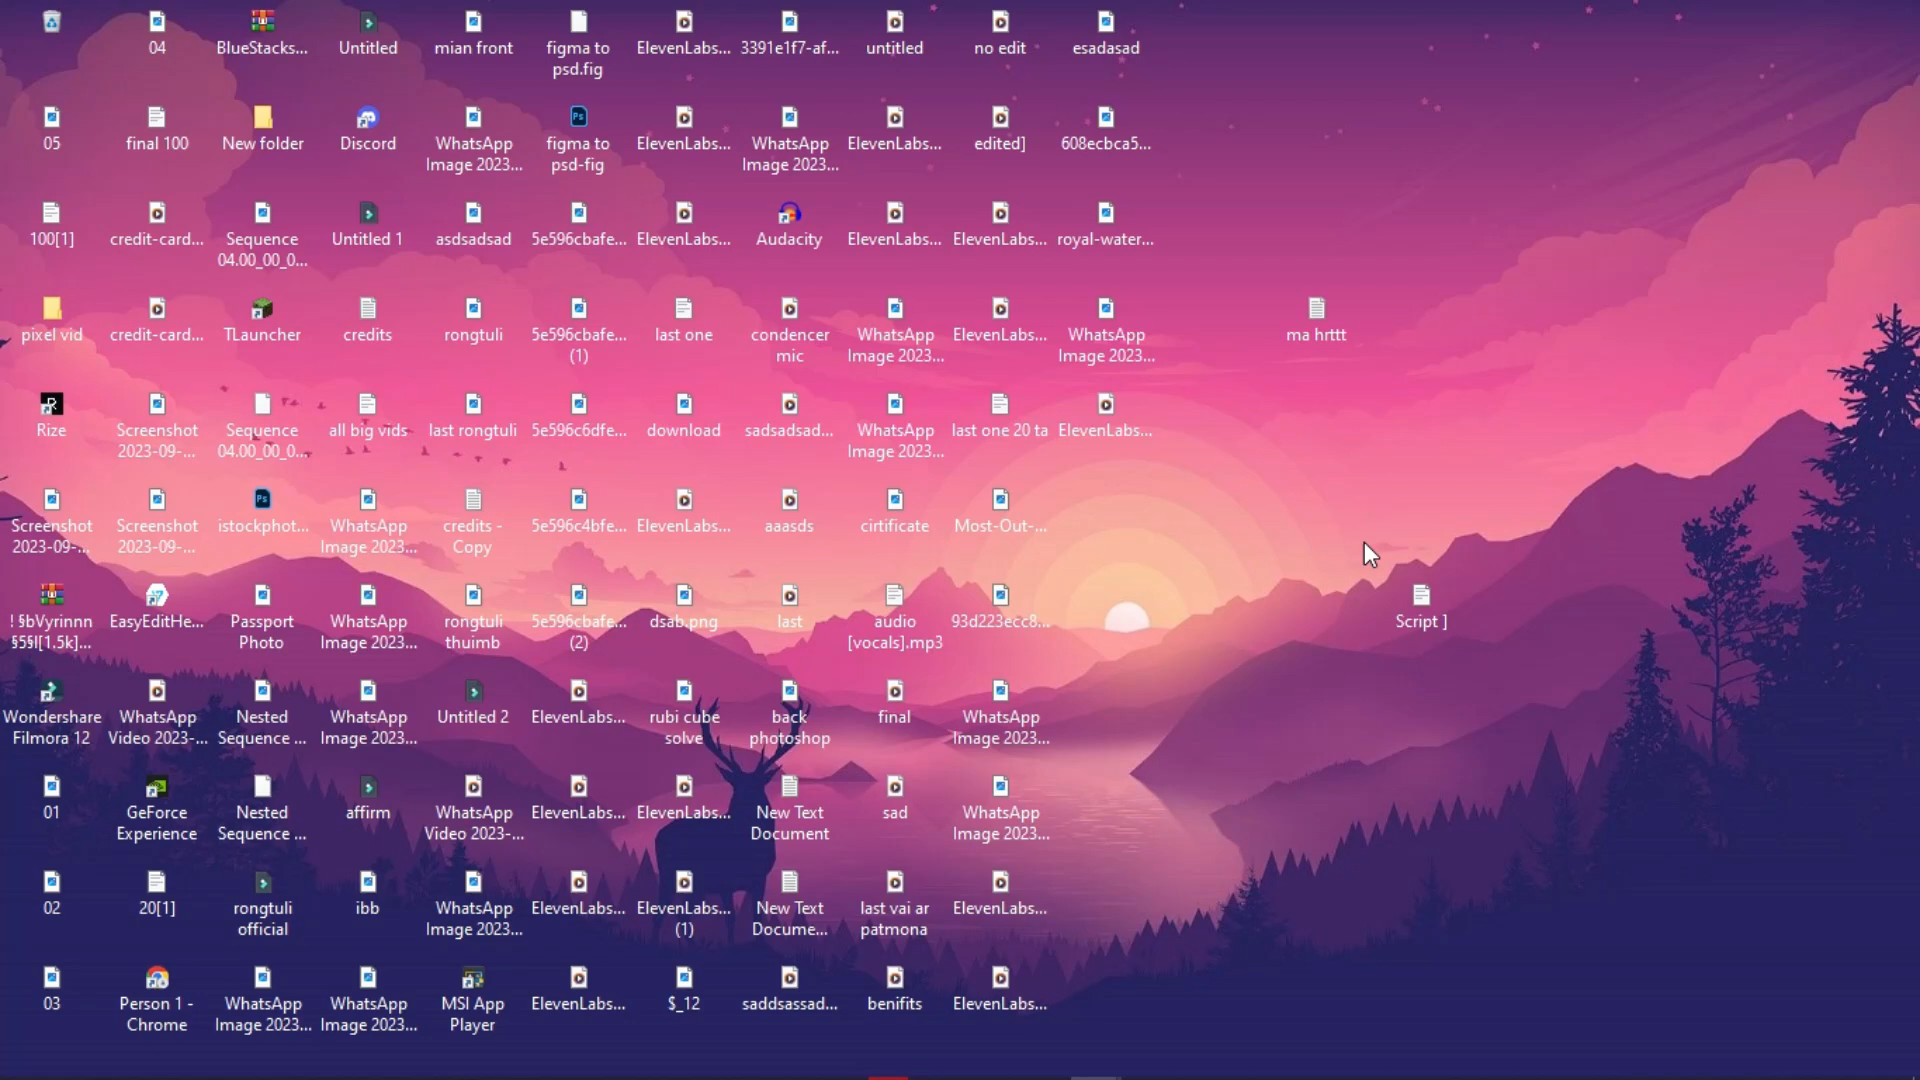 04
BlueStacks...
Untitled
mian front
figma to
psd.fig
ElevenLabs...
3391e1f7-af...
untitled
no edit
esadasad
05
final 100
New folder
Discord
WhatsApp
Image 2023...
figma to
psd-fig
ElevenLabs...
WhatsApp
Image 2023...
ElevenLabs...
edited]
608ecbca5...
100[1]
credit-card...
Sequence
04.00_00_0...
Untitled 1
asdsadsad
5e596cbafe...
ElevenLabs...
Audacity
ElevenLabs...
ElevenLabs...
royal-water...
pixel vid
credit-card...
TLauncher
credits
rongtuli
5e596cbafe...
(1)
last one
condencer
mic
WhatsApp
Image 2023...
ElevenLabs...
WhatsApp
Image 2023...
ma hrttt
Rize
Screenshot
2023-09-...
Sequence
04.00_00_0...
all big vids
last rongtuli
5e596c6dfe...
download
sadsadsad...
WhatsApp
Image 2023...
last one 20 ta
ElevenLabs...
Screenshot
2023-09-...
Screenshot
2023-09-...
istockphot...
WhatsApp
Image 2023...
credits -
Copy
5e596c4bfe...
ElevenLabs...
aaasds
cirtificate
Most-Out-...
! §bVyrinnn
§5§l[1.5k]...
EasyEditHe...
Passport
Photo
WhatsApp
Image 2023...
rongtuli
thuimb
5e596cbafe...
(2)
dsab.png
last
audio
[vocals].mp3
93d223ecc8...
Script ]
Wondershare
Filmora 12
WhatsApp
Video 2023-...
Nested
Sequence ...
WhatsApp
Image 2023...
Untitled 2
ElevenLabs...
rubi cube
solve
back
photoshop
final
WhatsApp
Image 2023...
01
GeForce
Experience
Nested
Sequence ...
affirm
WhatsApp
Video 2023-...
ElevenLabs...
ElevenLabs...
New Text
Document
sad
WhatsApp
Image 2023...
02
20[1]
rongtuli
official
ibb
WhatsApp
Image 2023...
ElevenLabs...
ElevenLabs...
(1)
New Text
Docume...
last vai ar
patmona
ElevenLabs...
03
Person 1 -
Chrome
WhatsApp
Image 2023...
WhatsApp
Image 2023...
MSI App
Player
ElevenLabs...
$_12
saddsassad...
benifits
ElevenLabs...